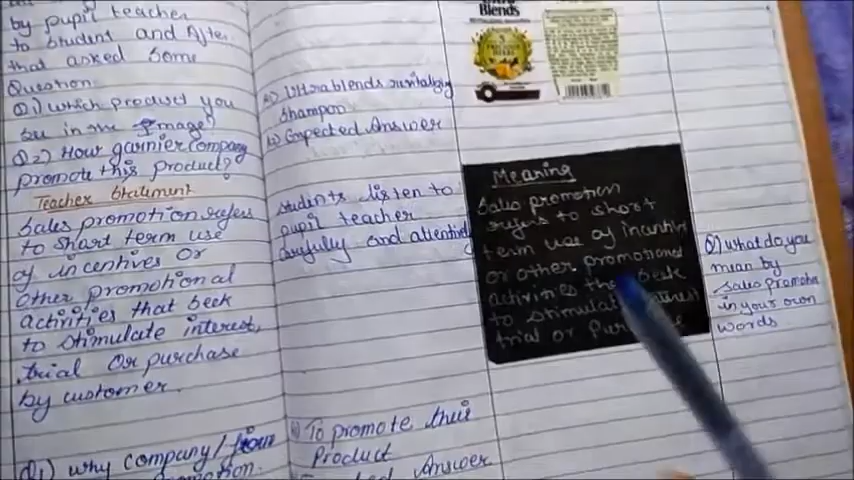 by pupil teacher
to student and After
that asked Some
Question
Q1) which product you
see in the Image?
Q2) How garnier Company
promote this product?
Teacher Statement
Sales promotion refers
to short term use
of incentives or
other promotional
activities that seek
to stimulate interest,
trial or purchase
by customer.
Q1) why company/firm
a) Ultrablends revitalizing
Shampoo
b) Expected Answer
Students listen to
pupil teacher
carefully and attentively
To promote their
Product
Answer
Blends
Meaning
Sales promotion
refers to short
term use of incentive
or other promotional
activities that seek
to stimulate interest
trial or
Q) what do you
mean by
Sales promotion
in your own
words